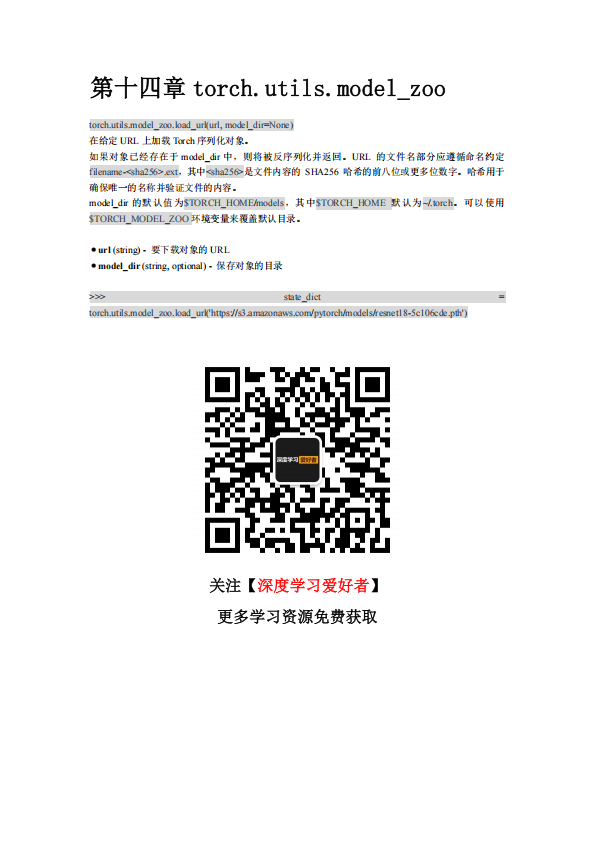 第十四章 torch.utils.model_zoo
torch.utils.model_zoo.load_url(url, model_dir=None)
在给定 URL 上加载 Torch 序列化对象。
如果对象已经存在于 model_dir 中，则将被反序列化并返回。URL 的文件名部分应遵循命名约定
filename-<sha256>.ext，其中<sha256>是文件内容的 SHA256 哈希的前八位或更多位数字。哈希用于
确保唯一的名称并验证文件的内容。
model_dir 的默认值为$TORCH_HOME/models，其中$TORCH_HOME 默认为~/.torch。可以使用
$TORCH_MODEL_ZOO 环境变量来覆盖默认目录。
● url (string) - 要下载对象的 URL
● model_dir (string, optional) - 保存对象的目录
>>> state_dict =
torch.utils.model_zoo.load_url('https://s3.amazonaws.com/pytorch/models/resnet18-5c106cde.pth')
深度学习 爱好者
关注【深度学习爱好者】
更多学习资源免费获取